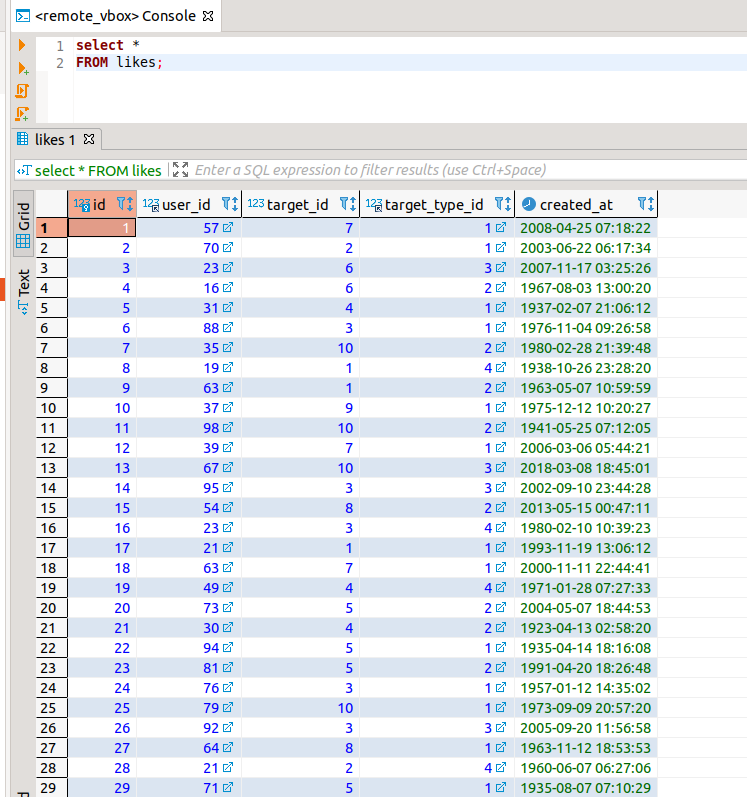 <remote_vbox> Console
1 select *
2 FROM likes;
likes 1
select * FROM likes Enter a SQL expression to filter results (use Ctrl+Space)
Grid
Text
123 id 123 user_id 123 target_id 123 target_type_id created_at
1 1 57 7 1 2008-04-25 07:18:22
2 2 70 2 1 2003-06-22 06:17:34
3 3 23 6 3 2007-11-17 03:25:26
4 4 16 6 2 1967-08-03 13:00:20
5 5 31 4 1 1937-02-07 21:06:12
6 6 88 3 1 1976-11-04 09:26:58
7 7 35 10 2 1980-02-28 21:39:48
8 8 19 1 4 1938-10-26 23:28:20
9 9 63 1 2 1963-05-07 10:59:59
10 10 37 9 1 1975-12-12 10:20:27
11 11 98 10 2 1941-05-25 07:12:05
12 12 39 7 1 2006-03-06 05:44:21
13 13 67 10 3 2018-03-08 18:45:01
14 14 95 3 3 2002-09-10 23:44:28
15 15 54 8 2 2013-05-15 00:47:11
16 16 23 3 4 1980-02-10 10:39:23
17 17 21 1 1 1993-11-19 13:06:12
18 18 63 7 1 2000-11-11 22:44:41
19 19 49 4 4 1971-01-28 07:27:33
20 20 73 5 2 2004-05-07 18:44:53
21 21 30 4 2 1923-04-13 02:58:20
22 22 94 5 1 1935-04-14 18:16:08
23 23 81 5 2 1991-04-20 18:26:48
24 24 76 3 1 1957-01-12 14:35:02
25 25 79 10 1 1973-09-09 20:57:20
26 26 92 3 3 2005-09-20 11:56:58
27 27 64 8 1 1963-11-12 18:53:53
28 28 21 2 4 1960-06-07 06:27:06
29 29 71 5 1 1935-08-07 07:10:29